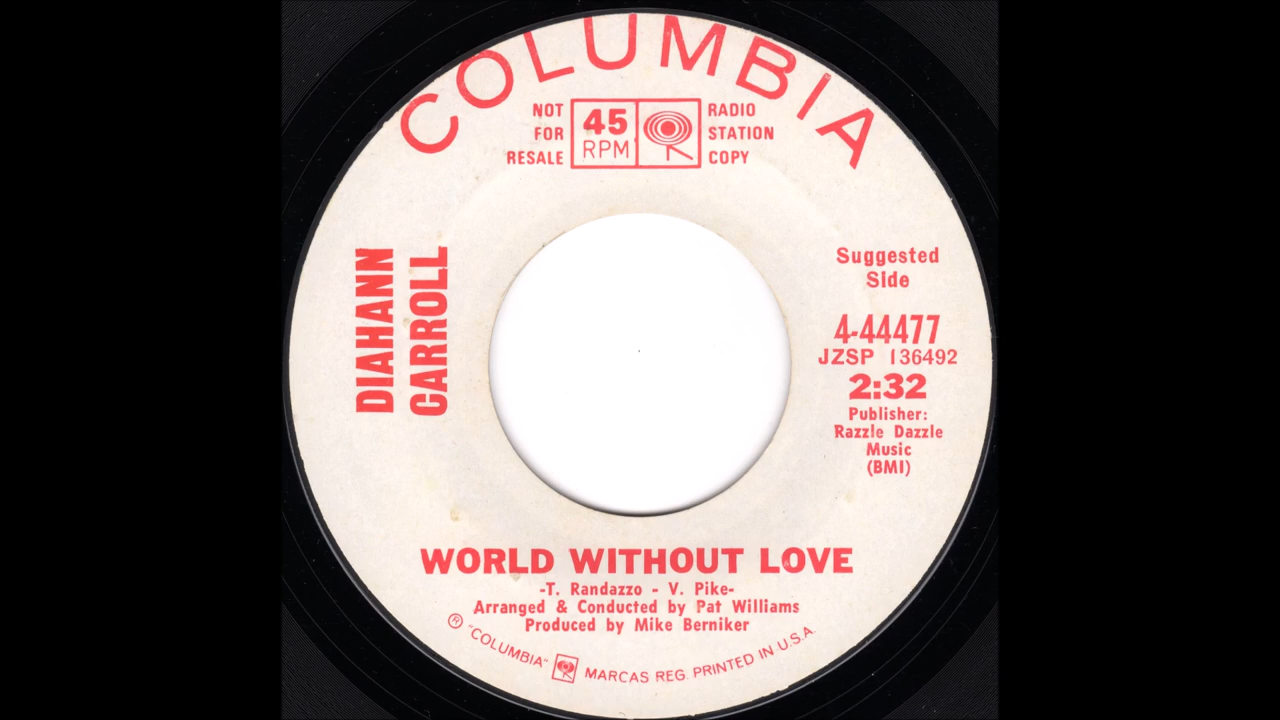 COLUMBIA
NOT
FOR
RESALE
45
RPM
RADIO
STATION
COPY
DIAHANN
CARROLL
Suggested
Side
4-44477
JZSP 136492
2:32
Publisher:
Razzle Dazzle
Music
(BMI)
WORLD WITHOUT LOVE
-T. Randazzo - V. Pike-
Arranged & Conducted by Pat Williams
Produced by Mike Berniker
Ⓡ "COLUMBIA" MARCAS REG. PRINTED IN U.S.A.